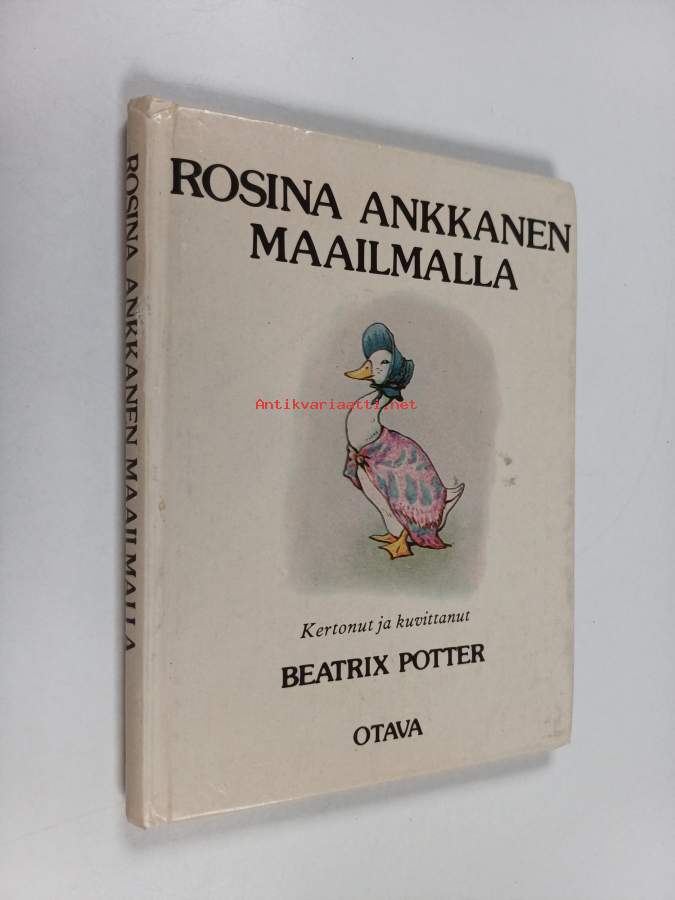 ROSINA ANKKANEN MAAILMALLA
ROSINA ANKKANEN
MAAILMALLA
Antikvariaatti.net
Kertonut ja kuvittanut
BEATRIX POTTER
OTAVA